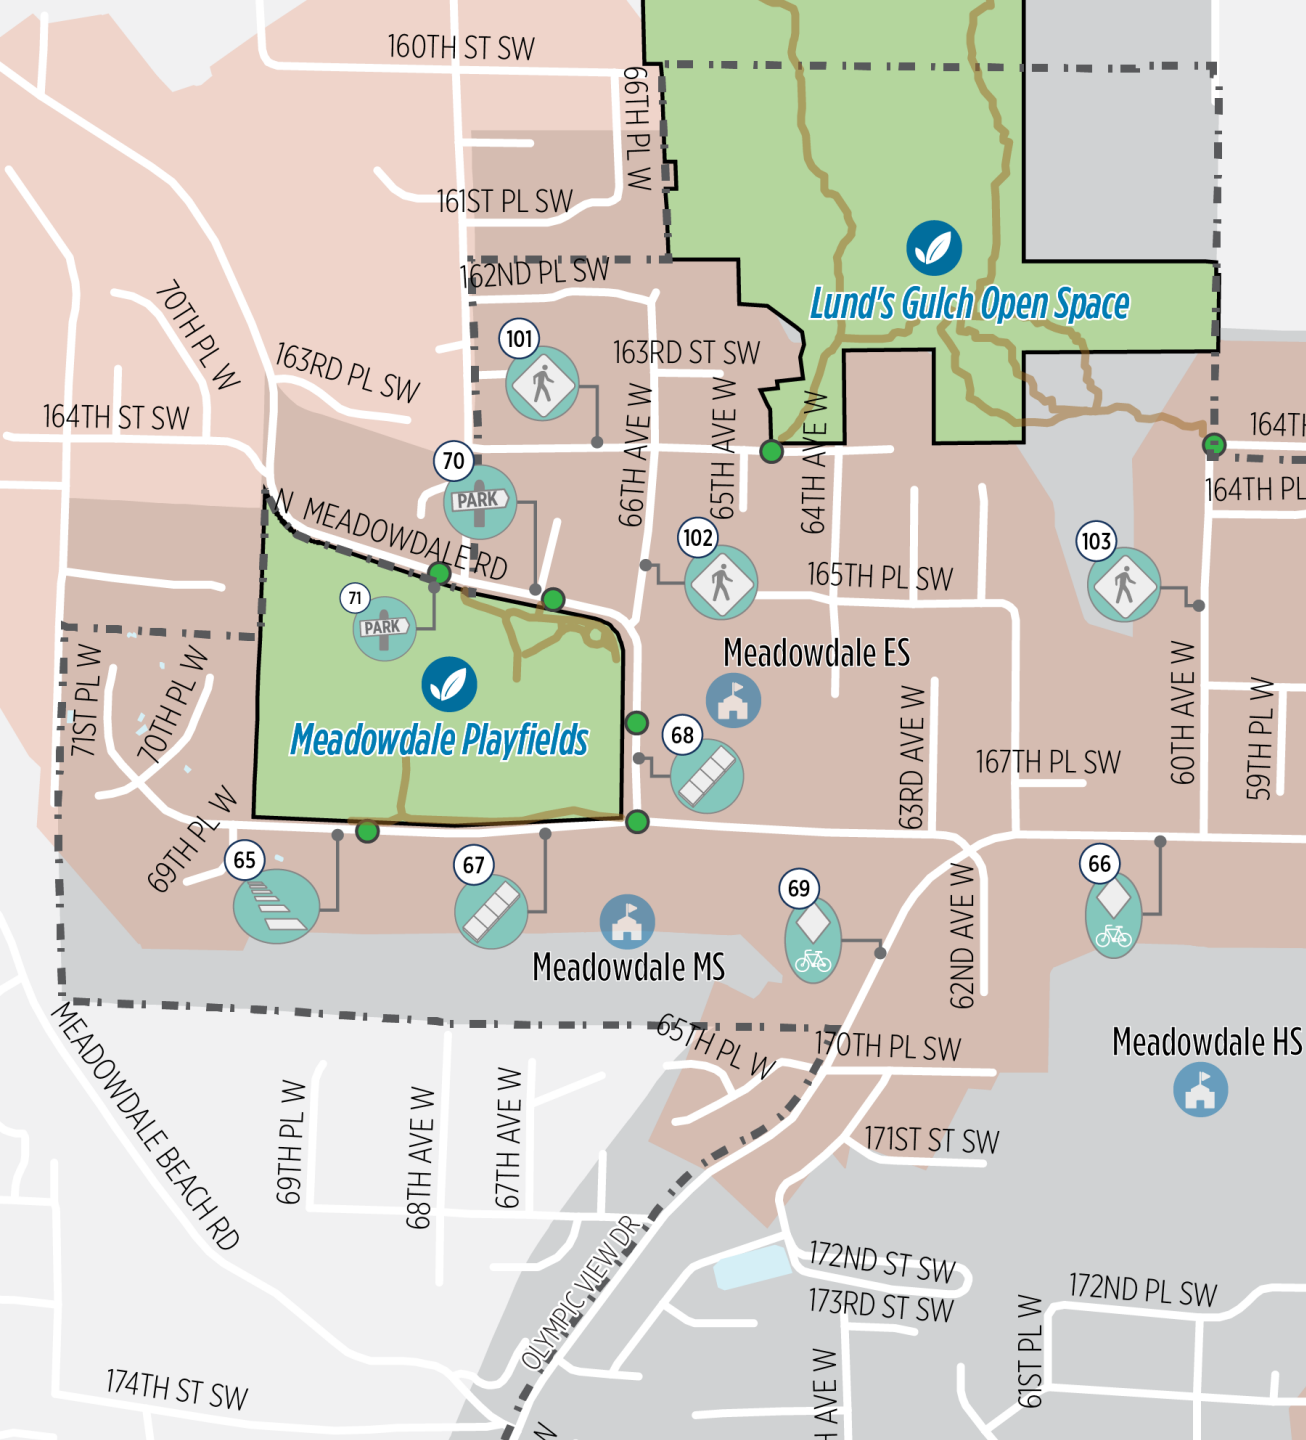 160TH ST SW
66TH PL W
161ST PL SW
162ND PL SW
70TH PL W
Lund's Gulch Open Space
101
163RD ST SW
163RD PL SW
164TH ST SW
66TH AVE W
65TH AVE W
64TH AVE W
164TH
70
PARK
164TH PL
N MEADOWDALE RD
102
103
165TH PL SW
71
PARK
Meadowdale ES
71ST PL W
70TH PL W
60TH AVE W
59TH PL W
Meadowdale Playfields
68
63RD AVE W
167TH PL SW
69TH PL W
65
67
69
66
62ND AVE W
Meadowdale MS
MEADOWDALE BEACH RD
65TH PL W
170TH PL SW
Meadowdale HS
69TH PL W
68TH AVE W
67TH AVE W
171ST ST SW
OLYMPIC VIEW DR
172ND ST SW
173RD ST SW
172ND PL SW
61ST PL W
174TH ST SW
H AVE W
W